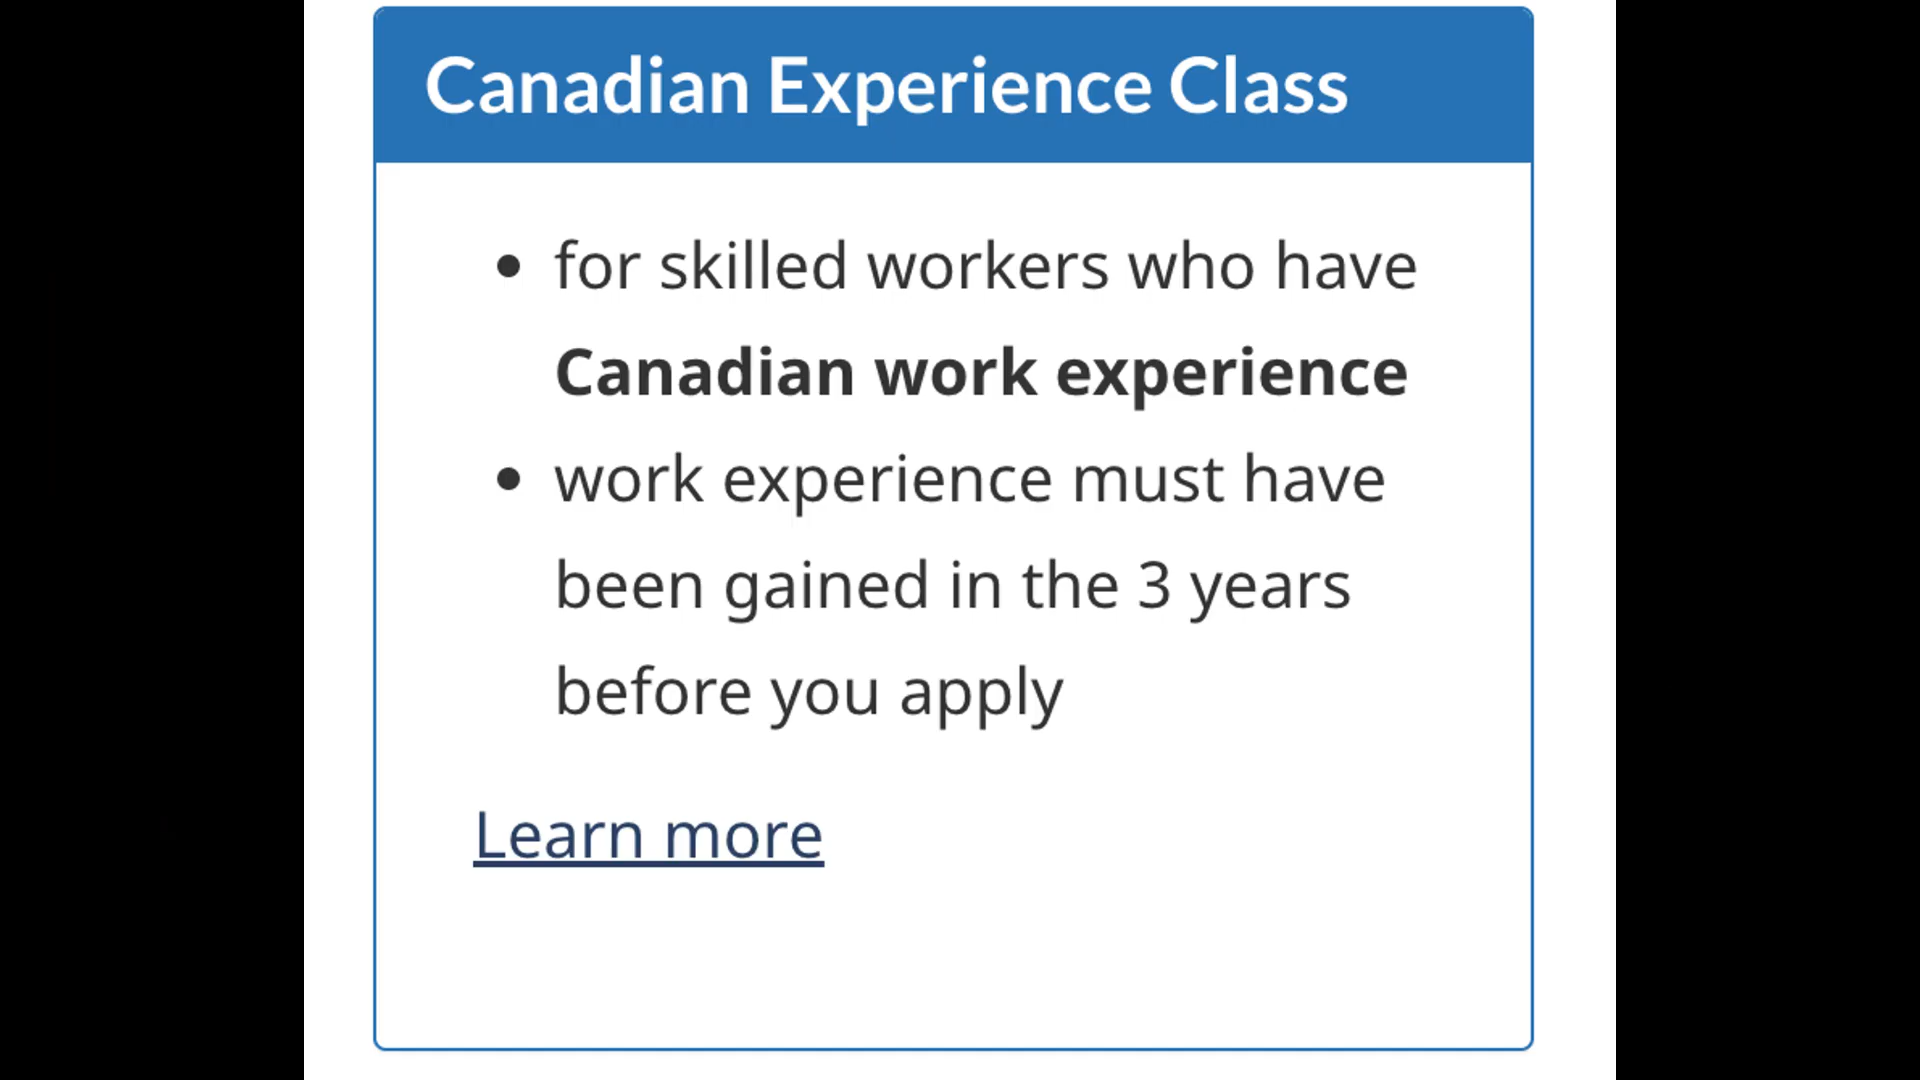 Canadian Experience Class
• for skilled workers who have
Canadian work experience
• work experience must have
been gained in the 3 years
before you apply
Learn more